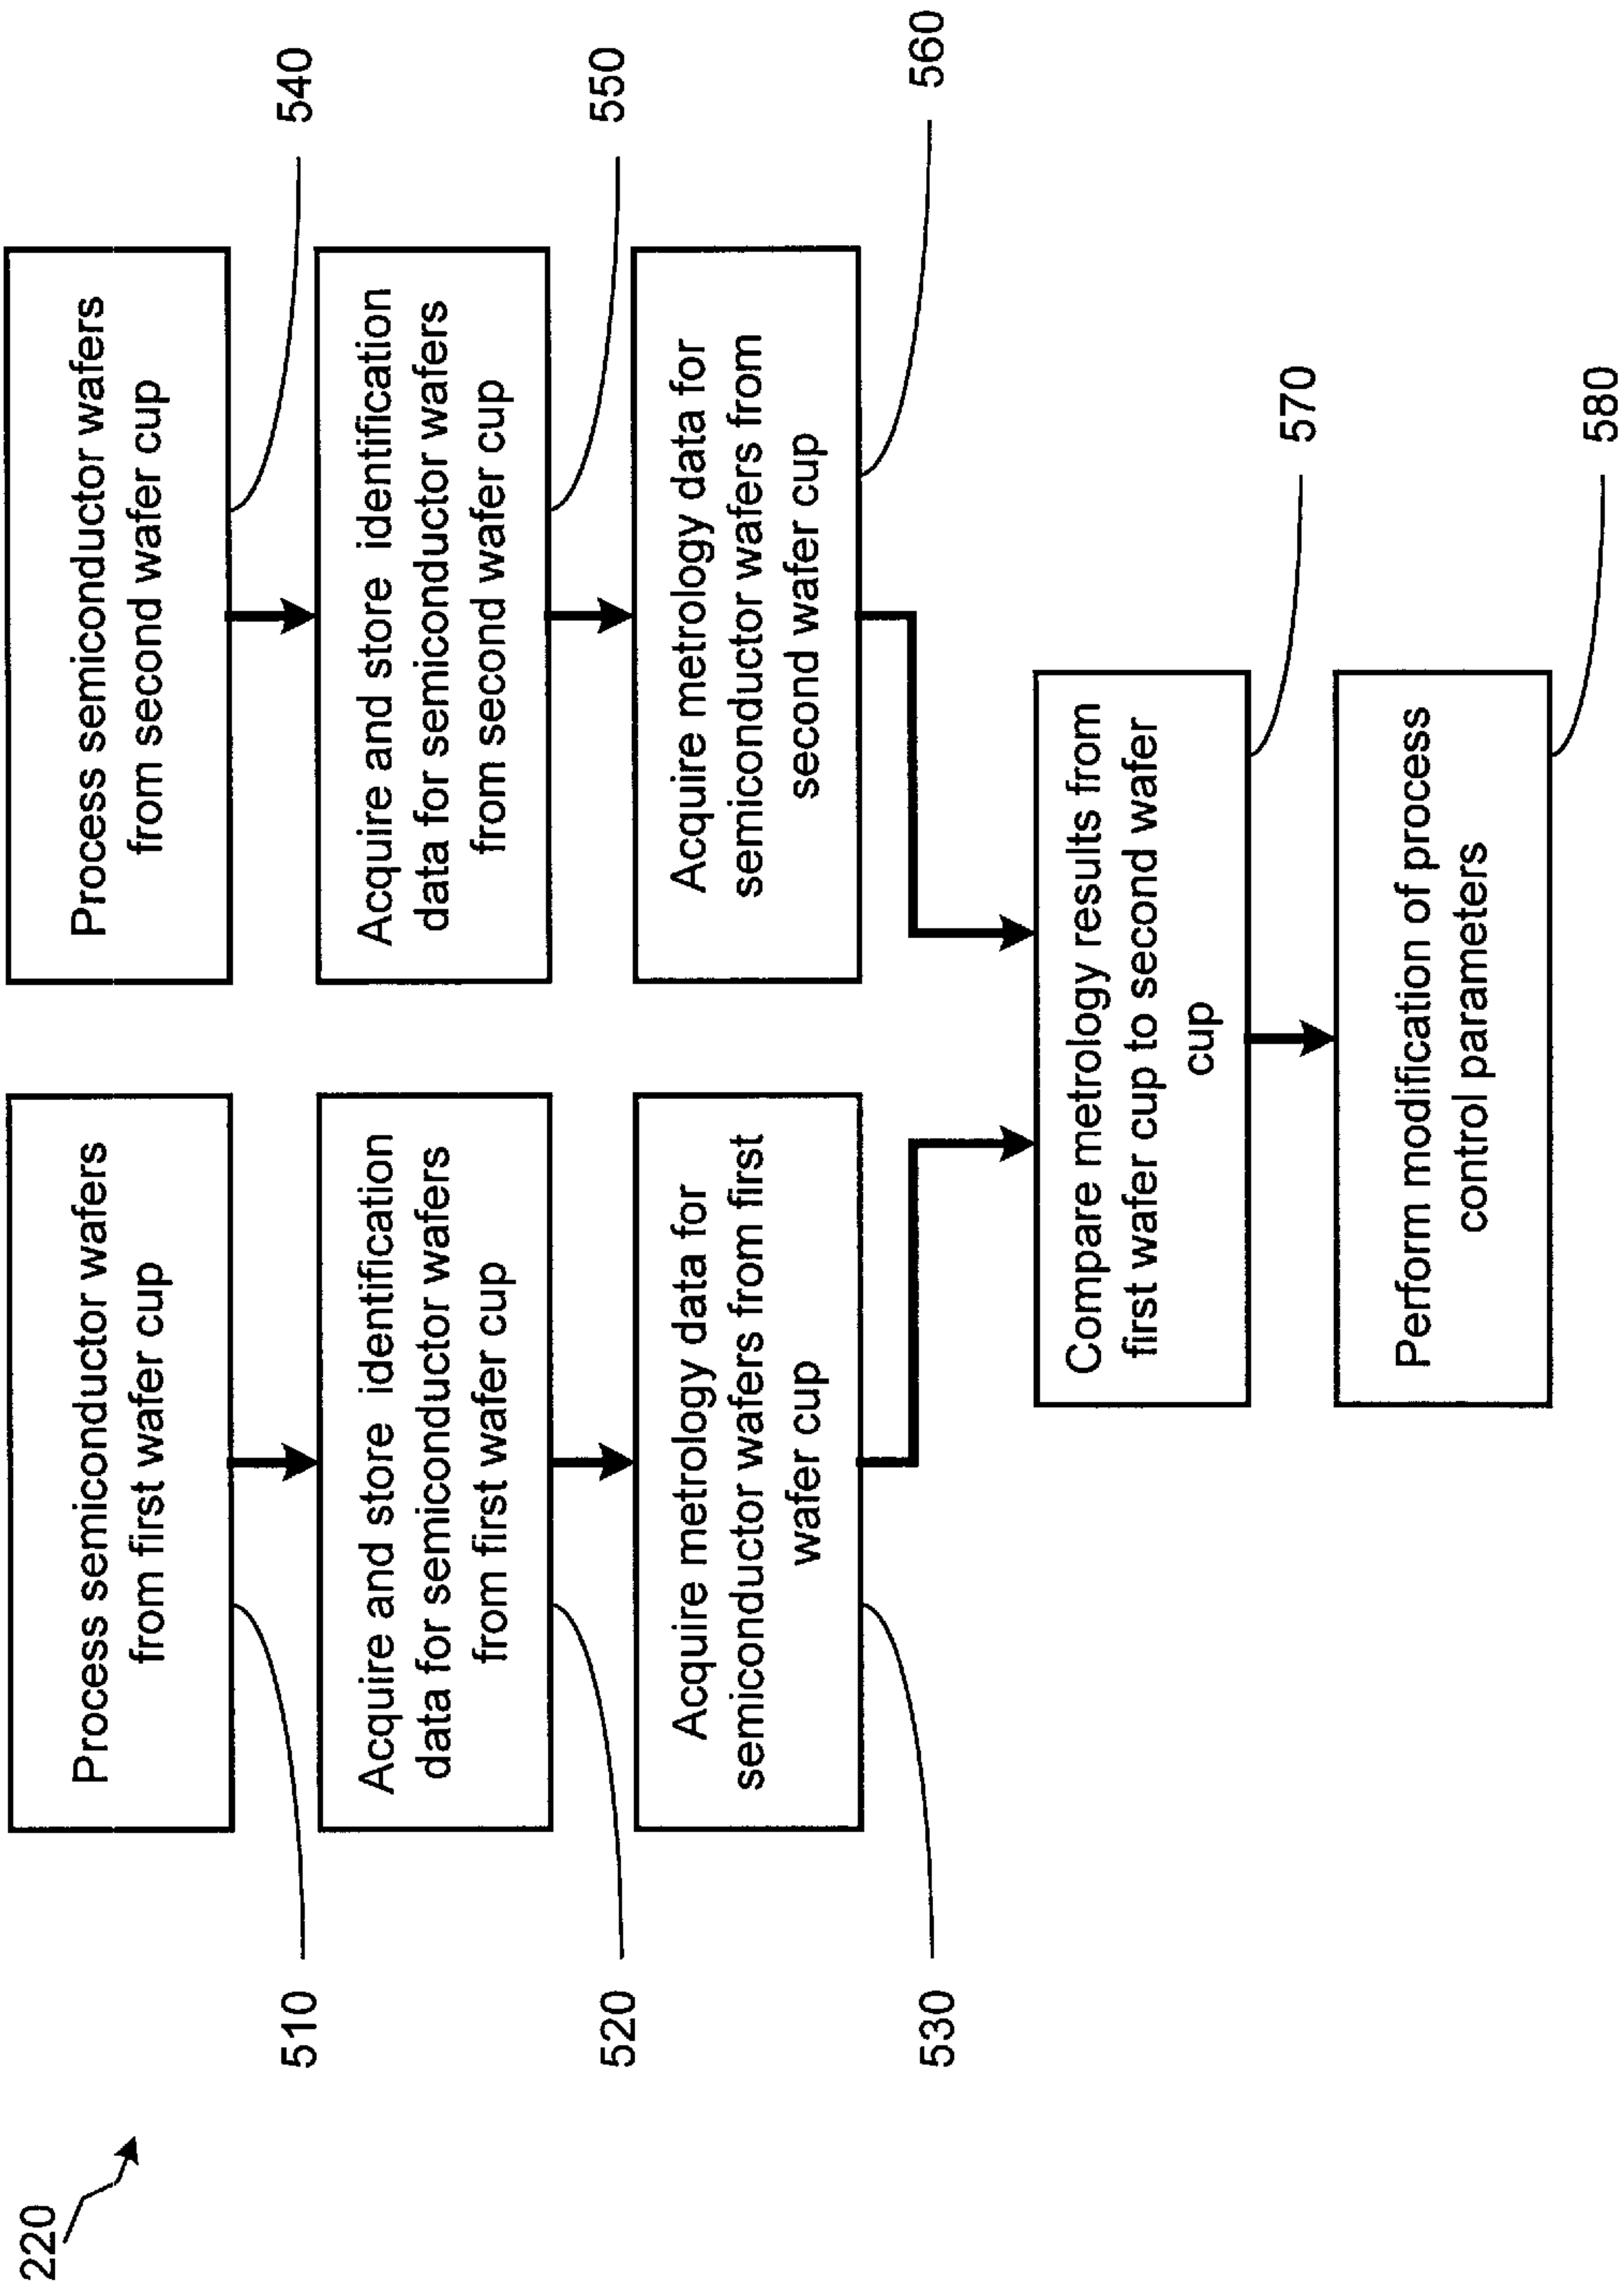 220
Process semiconductor wafers
from first wafer cup
510
Acquire and store identification
data for semiconductor wafers
from first wafer cup
520
Acquire metrology data for
semiconductor wafers from first
wafer cup
530
Process semiconductor wafers
from second wafer cup
540
Acquire and store identification
data for semiconductor wafers
from second wafer cup
550
Acquire metrology data for
semiconductor wafers from
second wafer cup
560
Compare metrology results from
first wafer cup to second wafer
cup
570
Perform modification of process
control parameters
580